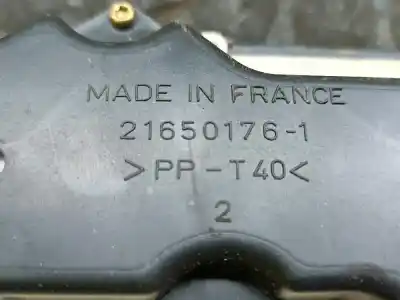 MADE IN FRANCE
21650176-1
>PP-T40<
2